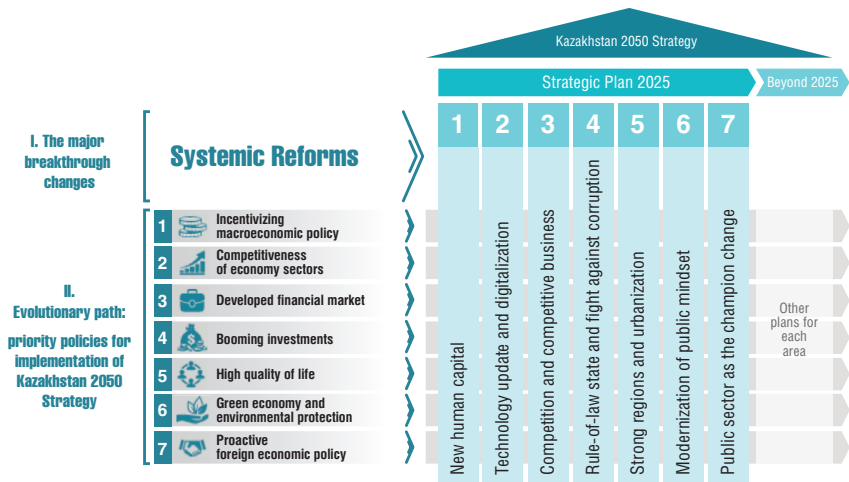 Kazakhstan 2050 Strategy
Strategic Plan 2025
Beyond 2025
I. The major
breakthrough
changes
Systemic Reforms
1
2
3
4
5
6
7
New human capital
Technology update and digitalization
Competition and competitive business
Rule-of-law state and fight against corruption
Strong regions and urbanization
Modernization of public mindset
Public sector as the champion change
II.
Evolutionary path:
priority policies for
implementation of
Kazakhstan 2050
Strategy
1
Incentivizing
macroeconomic policy
2
Competitiveness
of economy sectors
3
Developed financial market
4
Booming investments
5
High quality of life
6
Green economy and
environmental protection
7
Proactive
foreign economic policy
Other
plans for
each
area